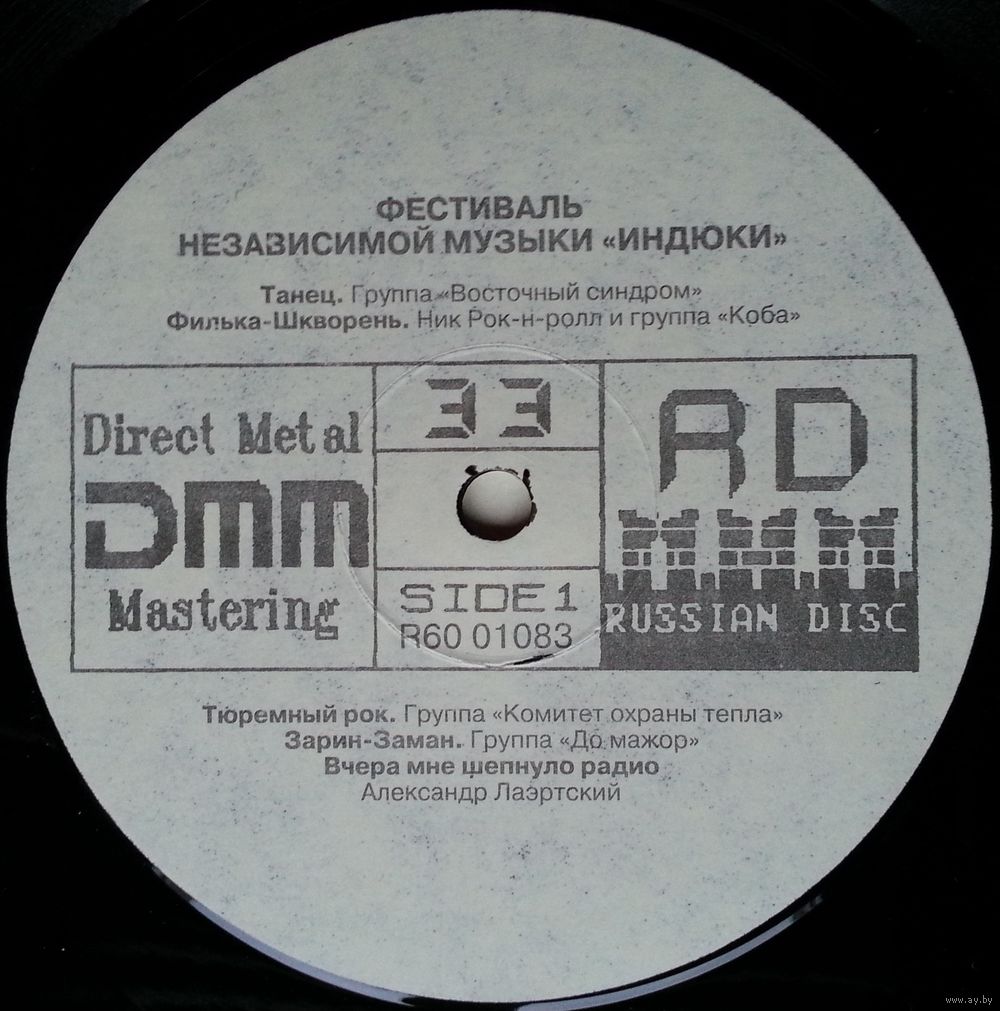 ФЕСТИВАЛЬ
НЕЗАВИСИМОЙ МУЗЫКИ «ИНДЮКИ»
Танец. Группа «Восточный синдром»
Филька-Шкворень. Ник Рок-н-ролл и группа «Коба»
Direct Metal
DMM
Mastering
33
SIDE 1
R60 01083
RD
RUSSIAN DISC
Тюремный рок. Группа «Комитет охраны тепла»
Зарин-Заман. Группа «До мажор»
Вчера мне шепнуло радио
Александр Лаэртский
www.ay.by